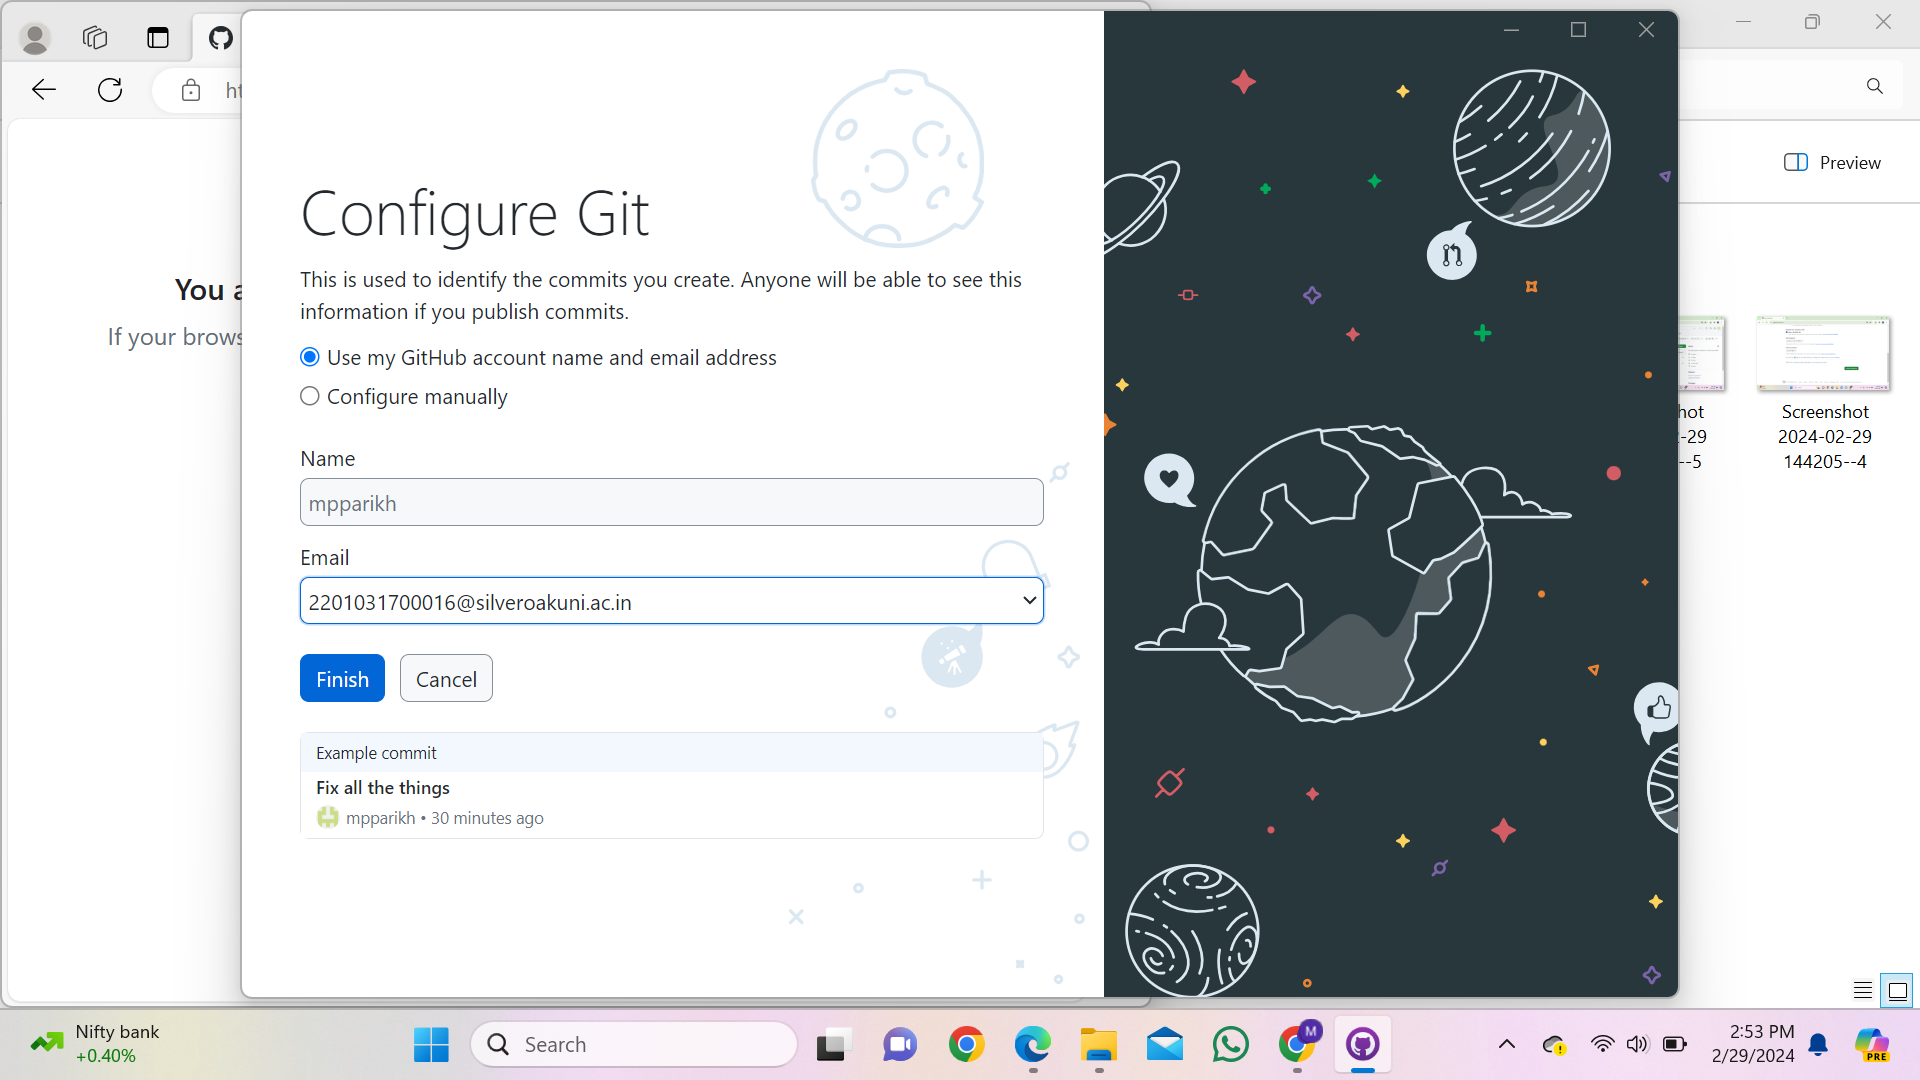 ht
You a
If your brows
Configure Git
This is used to identify the commits you create. Anyone will be able to see this
information if you publish commits.
Use my GitHub account name and email address
Configure manually
Name
mpparikh
Email
2201031700016@silveroakuni.ac.in
Finish
Cancel
Example commit
Fix all the things
mpparikh • 30 minutes ago
Preview
hot
-29
--5
Screenshot
2024-02-29
144205--4
Nifty bank
+0.40%
Search
M
2:53 PM
2/29/2024
PRE